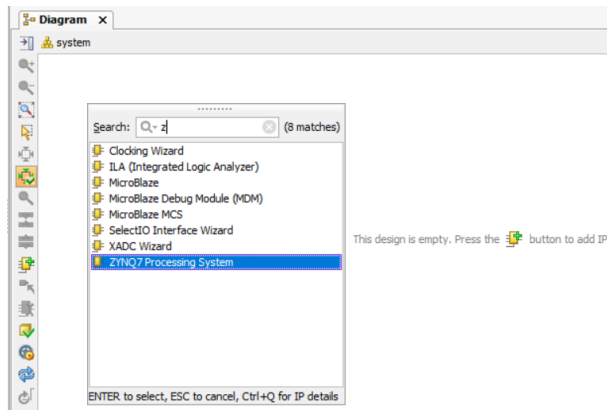 Diagram X
system
Search: z (8 matches)
Clocking Wizard
ILA (Integrated Logic Analyzer)
MicroBlaze
MicroBlaze Debug Module (MDM)
MicroBlaze MCS
SelectIO Interface Wizard
XADC Wizard
ZYNQ7 Processing System
This design is empty. Press the button to add IP
ENTER to select, ESC to cancel, Ctrl+Q for IP details